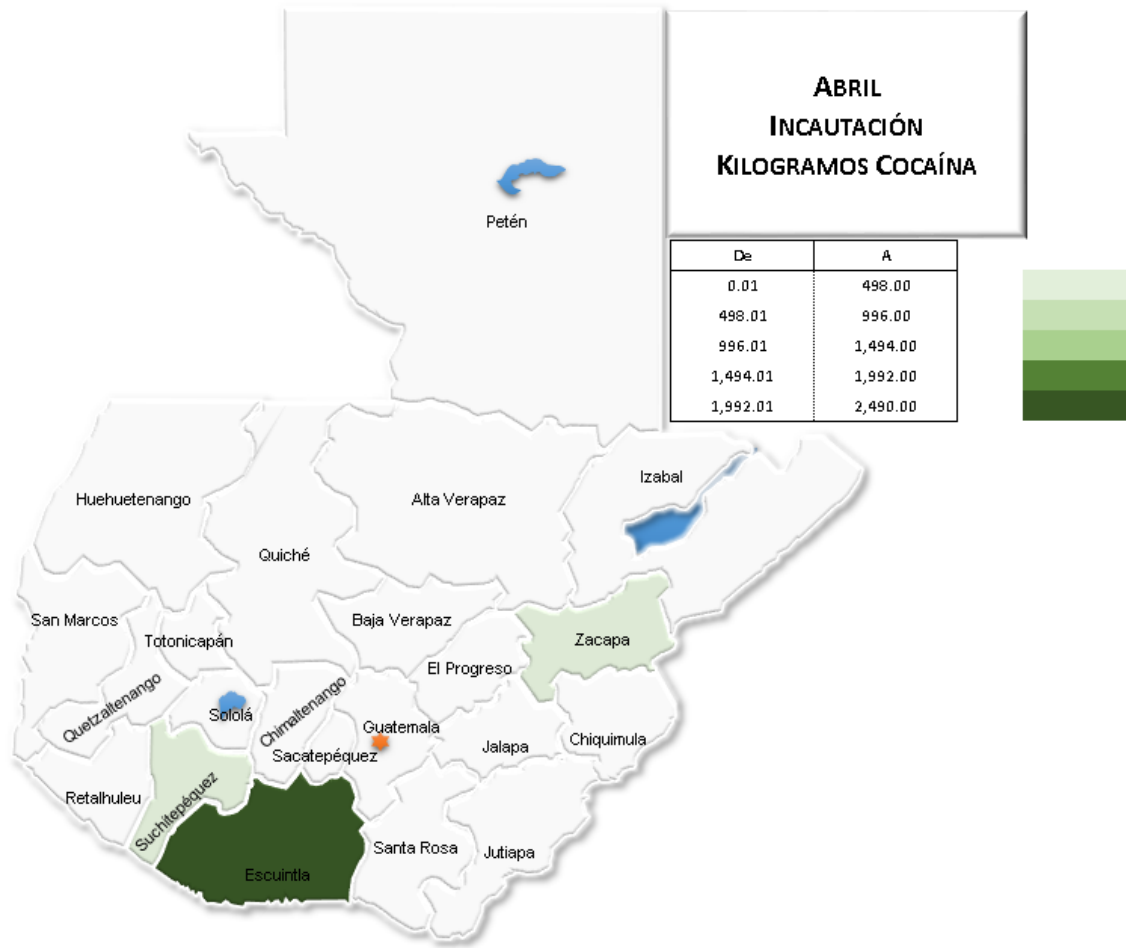 ABRIL
INCAUTACIÓN
KILOGRAMOS COCAÍNA
De A
0.01 498.00
498.01 996.00
996.01 1,494.00
1,494.01 1,992.00
1,992.01 2,490.00
Petén
Izabal
Huehuetenango
Alta Verapaz
Quiché
San Marcos
Baja Verapaz
Totonicapán
Zacapa
El Progreso
Quetzaltenango
Sololá
Chimaltenango
Guatemala
Sacatepéquez
Jalapa
Chiquimula
Retalhuleu
Suchitepéquez
Santa Rosa
Jutiapa
Escuintla